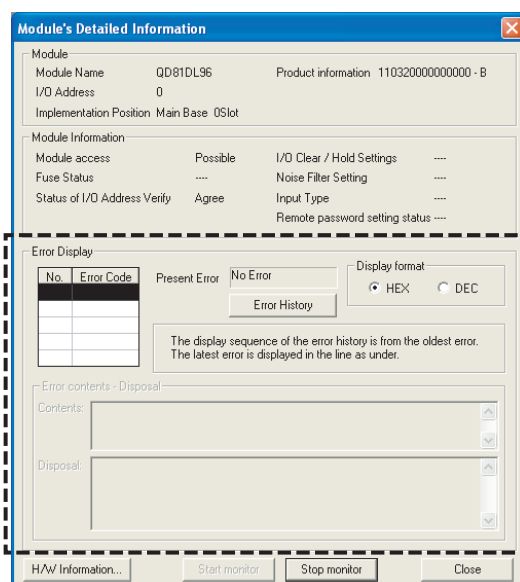 Module's Detailed Information
Module
Module Name QD81DL96 Product information 110320000000000 - B
I/O Address 0
Implementation Position Main Base 0Slot
Module Information
Module access Possible I/O Clear / Hold Settings ----
Fuse Status ---- Noise Filter Setting ----
Status of I/O Address Verify Agree Input Type ----
Remote password setting status ----
Error Display
No. Error Code Present Error No Error Display format
HEX DEC
Error History
The display sequence of the error history is from the oldest error.
The latest error is displayed in the line as under.
Error contents - Disposal
Contents:
Disposal:
H/W Information... Start monitor Stop monitor Close